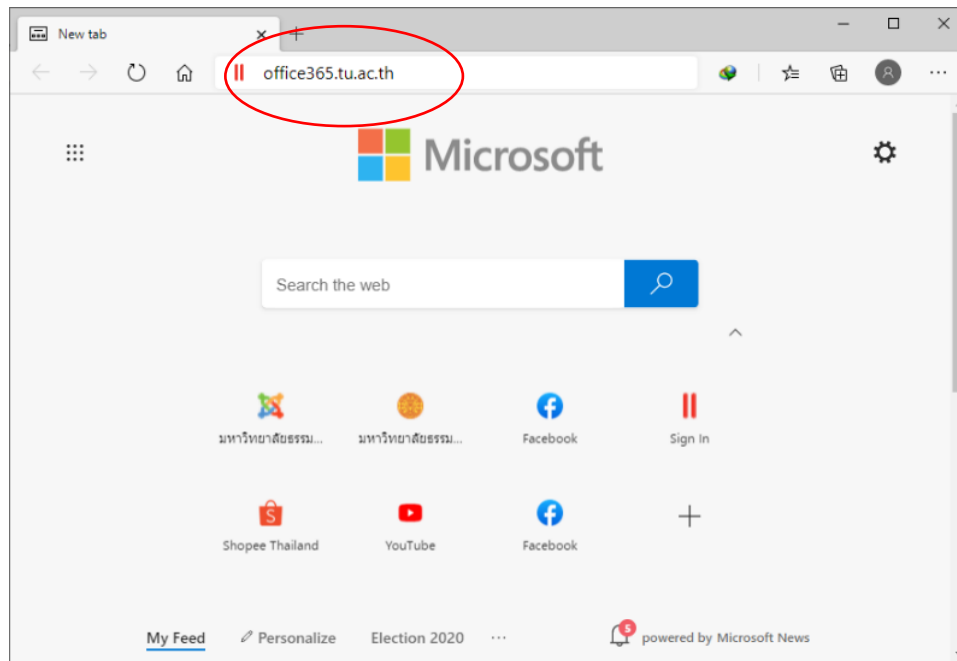 New tab
office365.tu.ac.th
Microsoft
Search the web
มหาวิทยาลัยธรรม... มหาวิทยาลัยธรรม... Facebook Sign In
Shopee Thailand YouTube Facebook
My Feed Personalize Election 2020 ... 5 powered by Microsoft News